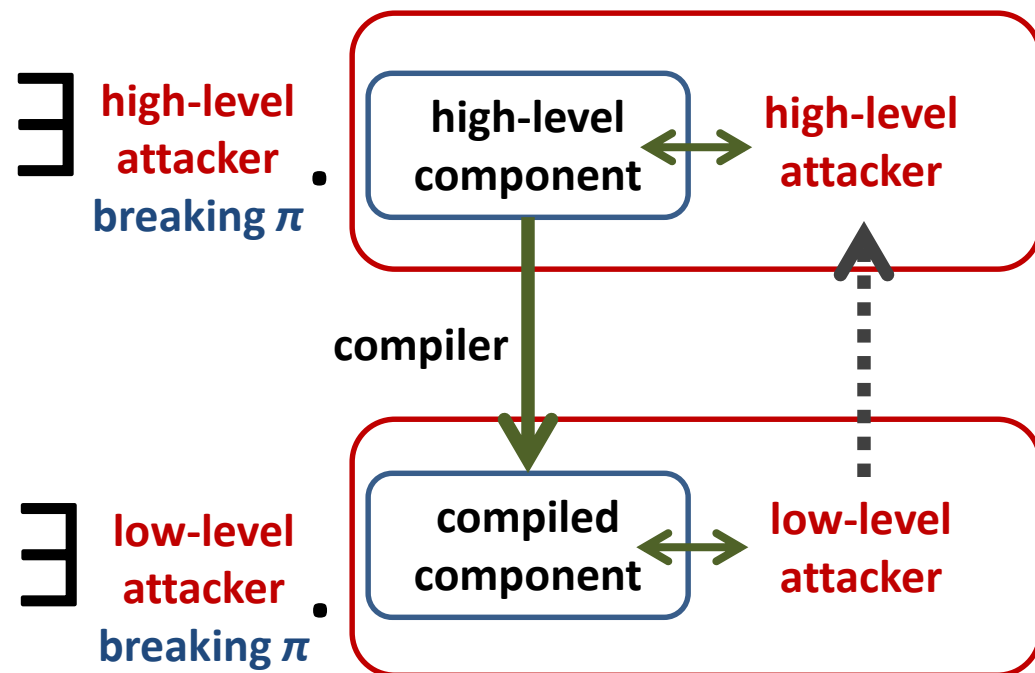 ∃ high-level
attacker
breaking π
.
high-level
component
high-level
attacker
compiler
∃ low-level
attacker
breaking π
.
compiled
component
low-level
attacker